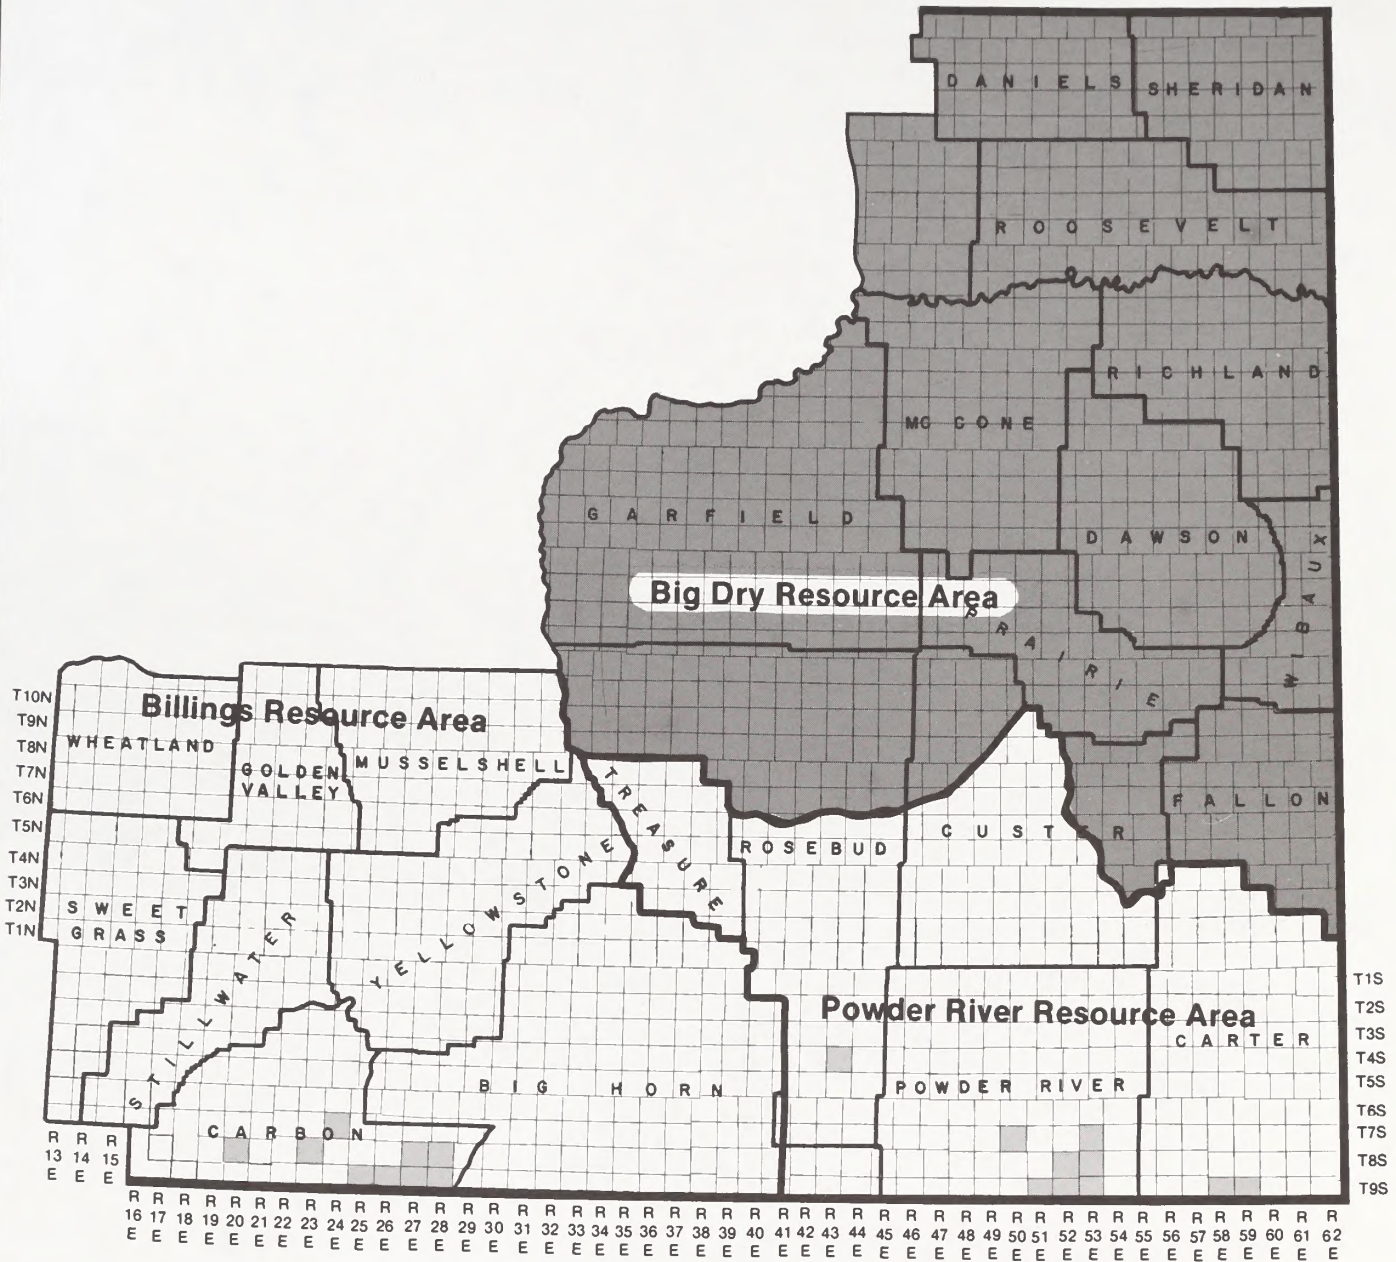 DANIELS
SHERIDAN
ROOSEVELT
RICHLAND
MC CONE
GARFIELD
DAWSON
WIBAUX
Big Dry Resource Area
PRAIRIE
T10N
T9N
T8N
T7N
T6N
T5N
T4N
T3N
T2N
T1N
Billings Resource Area
WHEATLAND
GOLDEN
VALLEY
MUSSELSHELL
TREASURE
FALLON
CUSTER
ROSEBUD
YELLOWSTONE
SWEET
GRASS
STILLWATER
Powder River Resource Area
CARTER
BIG HORN
POWDER RIVER
CARBON
T1S
T2S
T3S
T4S
T5S
T6S
T7S
T8S
T9S
R R R
13 14 15
E E E
R R R R R R R R R R R R R R R R R R R R R R R R R R R R R R R R R R R R R R R R R R R R R R R
16 17 18 19 20 21 22 23 24 25 26 27 28 29 30 31 32 33 34 35 36 37 38 39 40 41 42 43 44 45 46 47 48 49 50 51 52 53 54 55 56 57 58 59 60 61 62
E E E E E E E E E E E E E E E E E E E E E E E E E E E E E E E E E E E E E E E E E E E E E E E